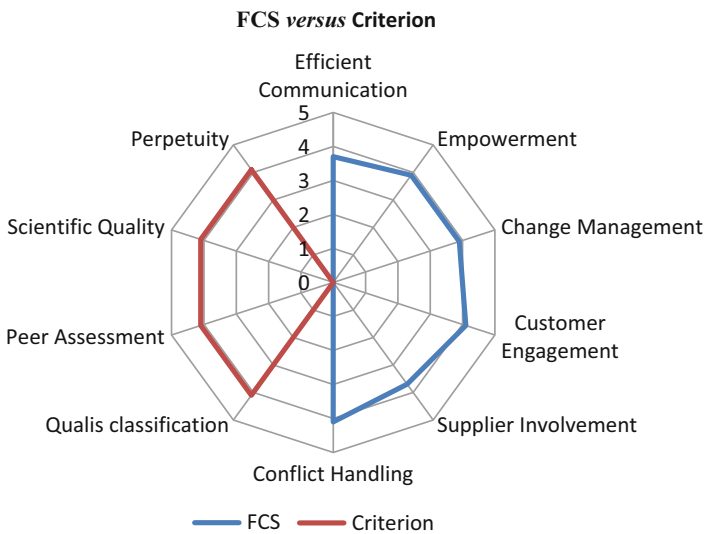 FCS versus Criterion
Efficient
Communication
Empowerment
Change Management
Customer
Engagement
Supplier Involvement
Conflict Handling
Qualis classification
Peer Assessment
Scientific Quality
Perpetuity
5
4
3
2
1
0
FCS
Criterion